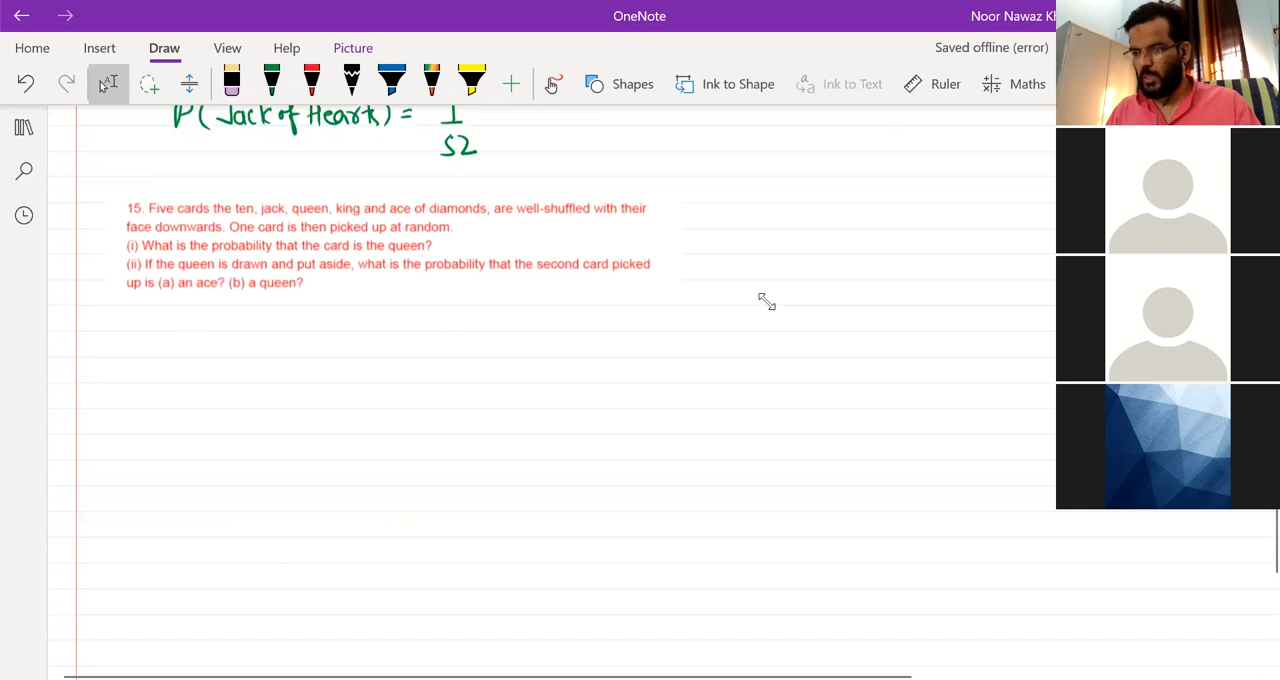 OneNote
Noor Nawaz Kh
Home Insert Draw View Help Picture
Saved offline (error)
Shapes Ink to Shape Ink to Text Ruler Maths
P(Jack of Heart) = 1
52
15. Five cards the ten, jack, queen, king and ace of diamonds, are well-shuffled with their
face downwards. One card is then picked up at random.
(i) What is the probability that the card is the queen?
(ii) If the queen is drawn and put aside, what is the probability that the second card picked
up is (a) an ace? (b) a queen?